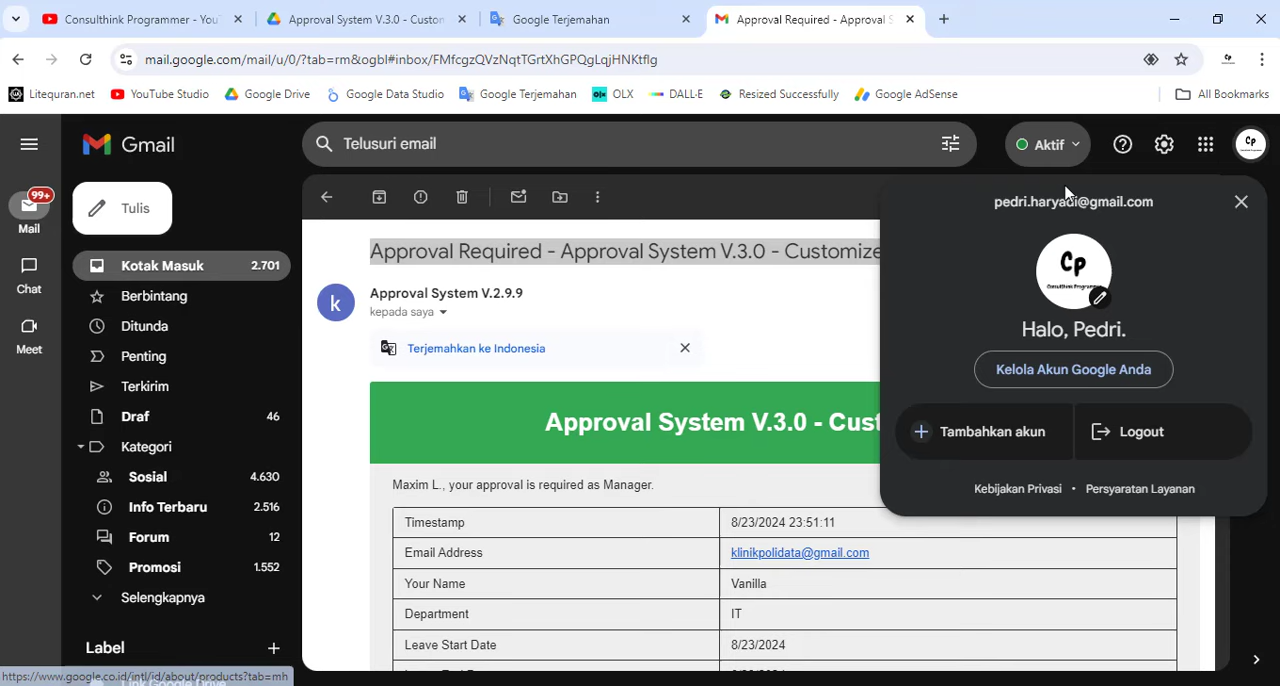 Consulthink Programmer - You
Approval System V.3.0 - Custom
Google Terjemahan
Approval Required - Approval S
mail.google.com/mail/u/0/?tab=rm&ogbl#inbox/FMfcgzQVzNqtTGrtXhGPQgLqjHNKtflg
Litequran.net
YouTube Studio
Google Drive
Google Data Studio
Google Terjemahan
OLX
DALL-E
Resized Successfully
Google AdSense
All Bookmarks
Gmail
Telusuri email
Aktif
Cp
99+
Mail
Chat
Meet
Tulis
Kotak Masuk 2.701
Berbintang
Ditunda
Penting
Terkirim
Draf 46
Kategori
Sosial 4.630
Info Terbaru 2.516
Forum 12
Promosi 1.552
Selengkapnya
Label
https://www.google.co.id/intl/id/about/products?tab=mh
Approval Required - Approval System V.3.0 - Customize
k
Approval System V.2.9.9
kepada saya
Terjemahkan ke Indonesia
Approval System V.3.0 - Cust
Maxim L., your approval is required as Manager.
Timestamp 8/23/2024 23:51:11
Email Address klinikpolidata@gmail.com
Your Name Vanilla
Department IT
Leave Start Date 8/23/2024
pedri.haryadi@gmail.com
Cp
Consulthink Programmer
Halo, Pedri.
Kelola Akun Google Anda
Tambahkan akun
Logout
Kebijakan Privasi • Persyaratan Layanan